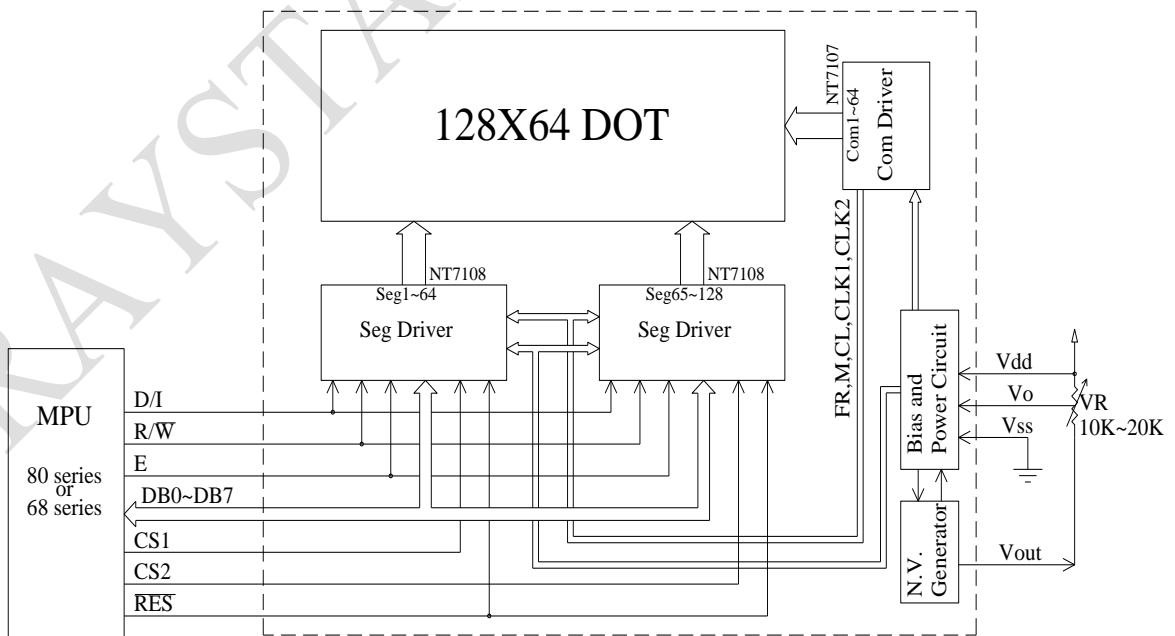 RAYSTA
128X64 DOT
NT7107
Com1~64
Com Driver
NT7108
Seg1~64
Seg Driver
NT7108
Seg65~128
Seg Driver
FR,M,CL,CLK1,CLK2
Bias and
Power Circuit
Vdd
Vo
Vss
VR
10K~20K
N.V.
Generator
Vout
MPU
80 series
or
68 series
D/I
R/W̅
E
DB0~DB7
CS1
CS2
R̅E̅S̅